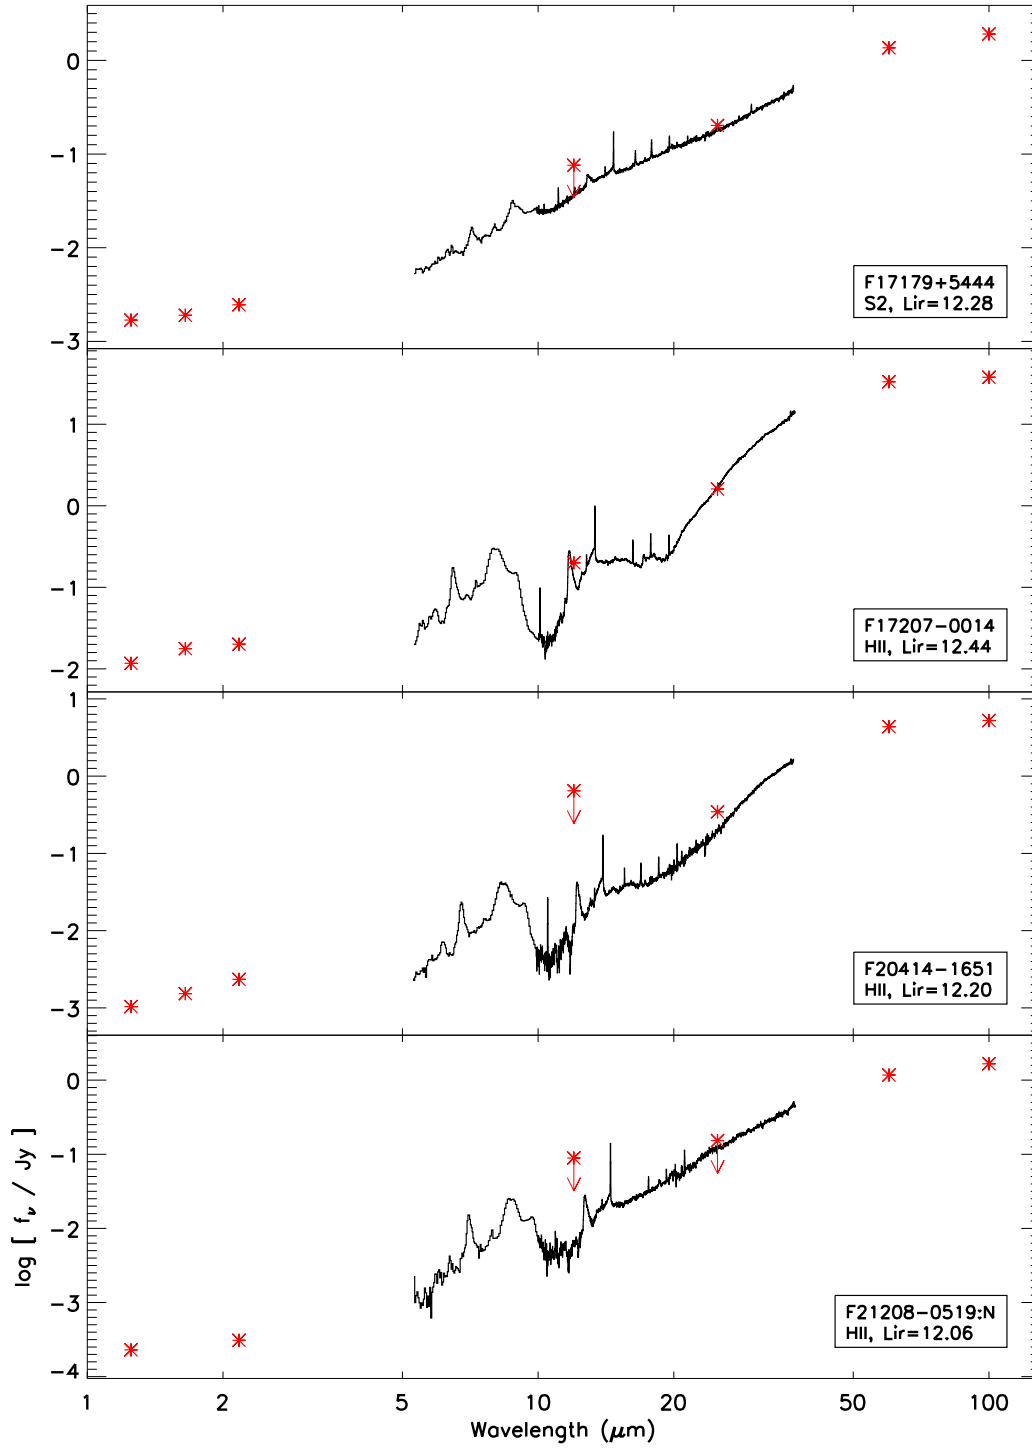 0
−1
−2
−3
F17179+5444
S2, Lir=12.28
1
0
−1
−2
F17207−0014
HII, Lir=12.44
1
0
−1
−2
−3
F20414−1651
HII, Lir=12.20
0
−1
−2
−3
−4
F21208−0519:N
HII, Lir=12.06
log [ fν / Jy ]
1 2 5 10 20 50 100
Wavelength (μm)